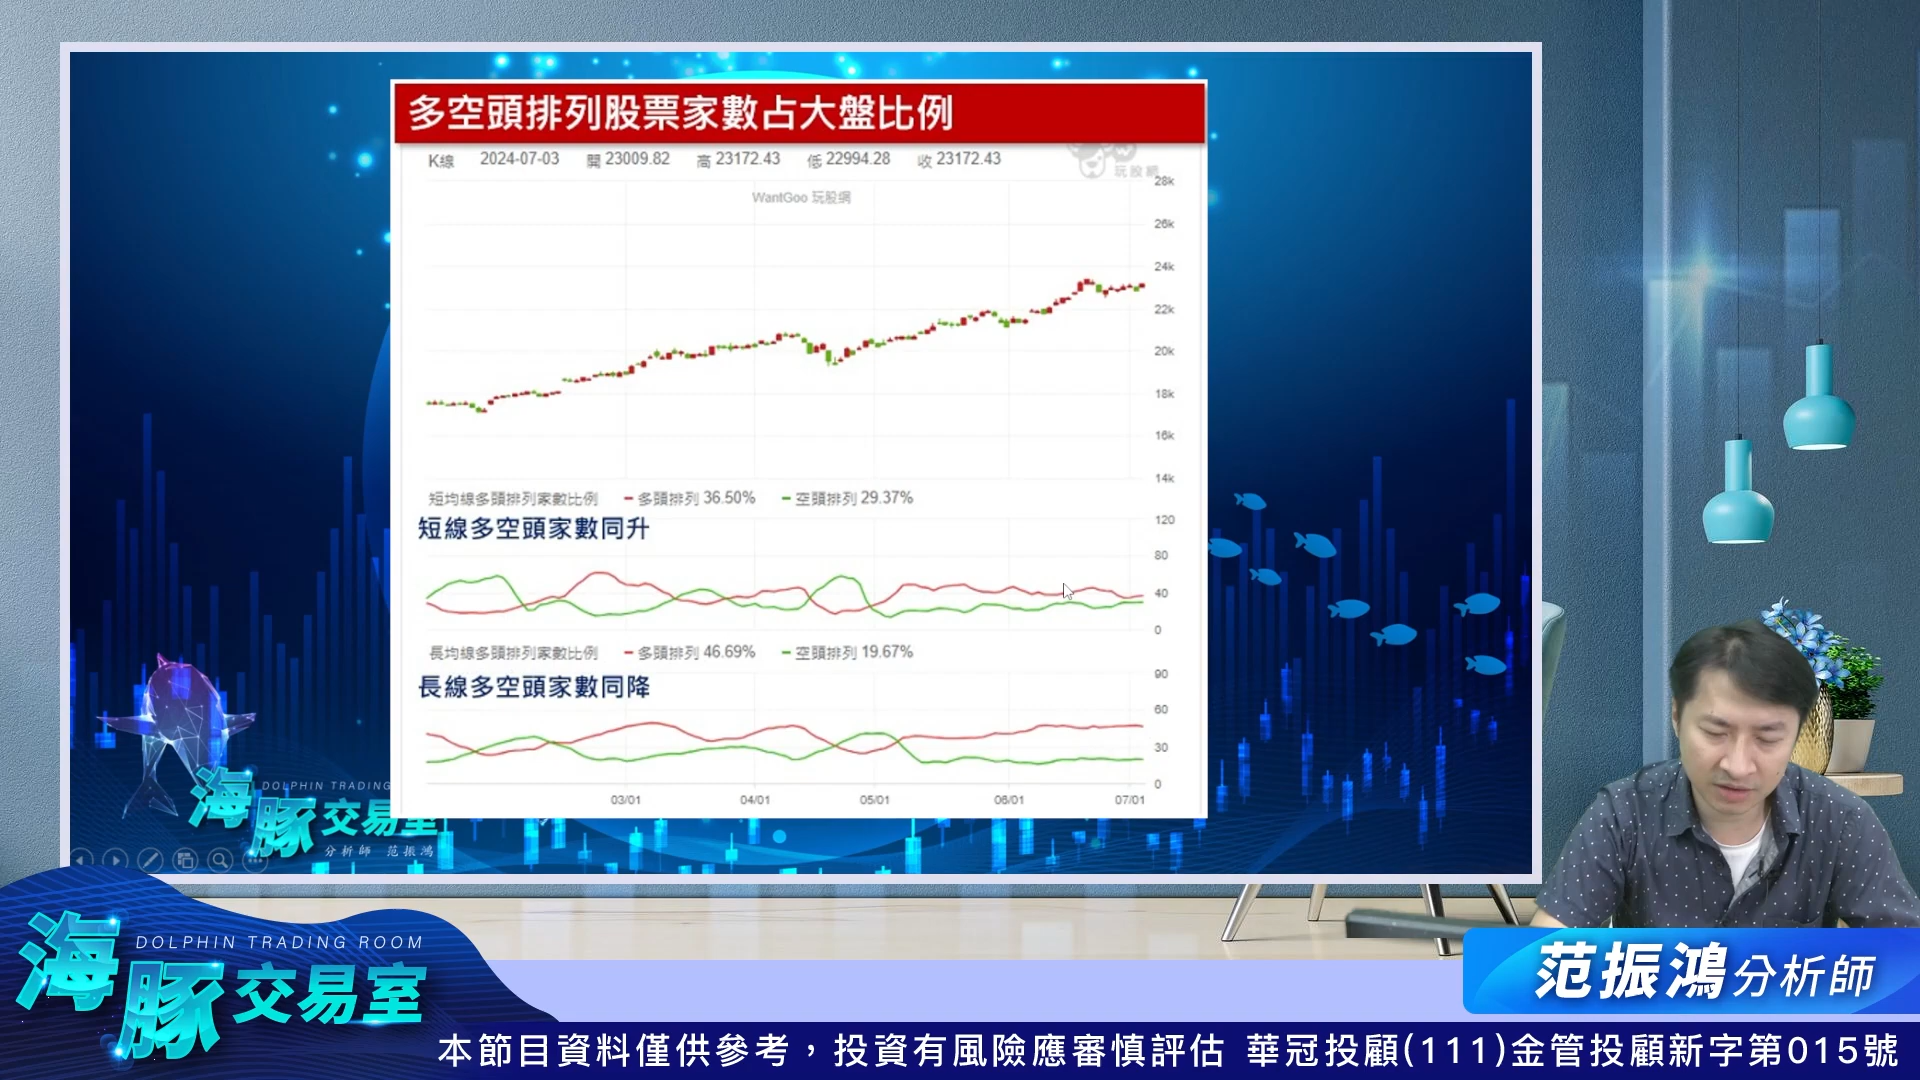 多空頭排列股票家數占大盤比例
K線 2024-07-03 開 23009.82 高 23172.43 低 22994.28 收 23172.43
玩股網
WantGoo 玩股網
28k
26k
24k
22k
20k
18k
16k
14k
短均線多頭排列家數比例 多頭排列 36.50% 空頭排列 29.37%
短線多空頭家數同升
120
80
40
0
長均線多頭排列家數比例 多頭排列 46.69% 空頭排列 19.67%
長線多空頭家數同降
90
60
30
0
03/01 04/01 05/01 06/01 07/01
DOLPHIN TRADING
海豚交易室
分析師 范振鴻
DOLPHIN TRADING ROOM
海豚交易室
范振鴻分析師
本節目資料僅供參考，投資有風險應審慎評估 華冠投顧(111)金管投顧新字第015號